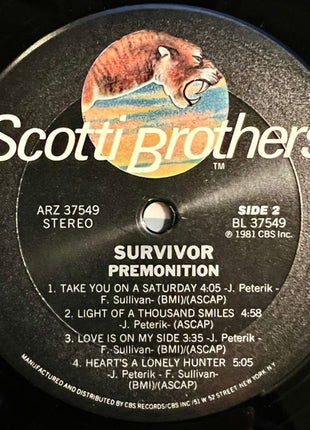 Scotti Brothers
TM
ARZ 37549
STEREO
SIDE 2
BL 37549
℗ 1981 CBS Inc.
SURVIVOR
PREMONITION
1. TAKE YOU ON A SATURDAY 4:05 -J. Peterik -
F. Sullivan- (BMI)/(ASCAP)
2. LIGHT OF A THOUSAND SMILES 4:58
-J. Peterik- (ASCAP)
3. LOVE IS ON MY SIDE 3:35 -J. Peterik -
F. Sullivan- (BMI)/(ASCAP)
4. HEART'S A LONELY HUNTER 5:05
-J. Peterik - F. Sullivan-
(BMI)/(ASCAP)
MANUFACTURED AND DISTRIBUTED BY CBS RECORDS/CBS INC./51 W 52 STREET, NEW YORK, N.Y.